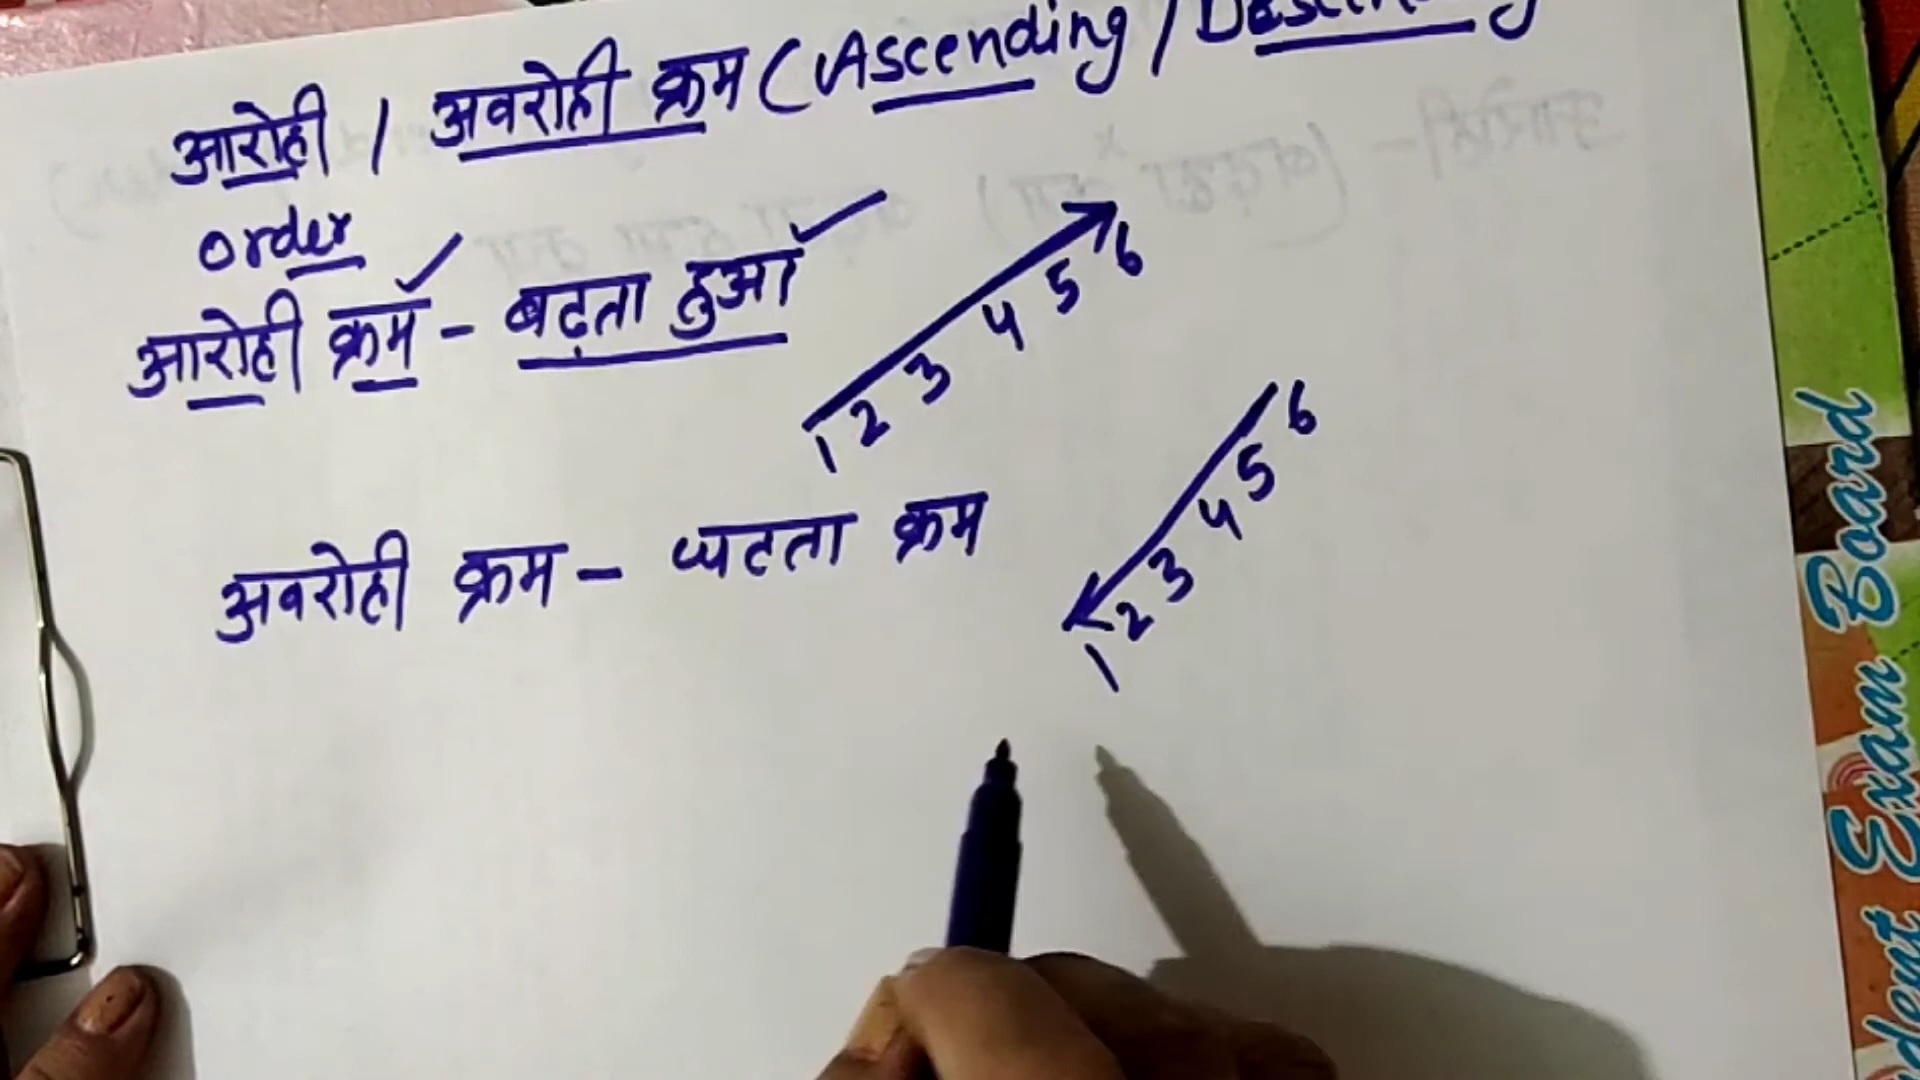 आरोही / अवरोही क्रम (Ascending / Descending
order
आरोही क्रम - बढ़ता हुआ
1 2 3 4 5 6
6 5 4 3 2 1
अवरोही क्रम - घटता क्रम
Exam Board